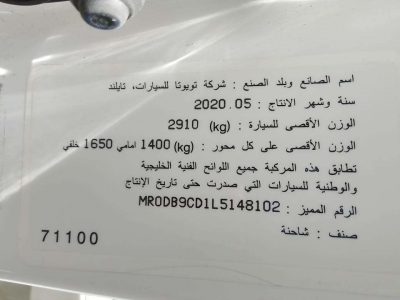 اسم الصانع وبلد الصنع : شركة تويوتا للسيارات، تايلند
سنة وشهر الانتاج : 2020.05
الوزن الأقصى للسيارة : 2910 (kg)
الوزن الأقصى على كل محور : 1400 (kg) امامي 1650 خلفي
تطابق هذه المركبة جميع اللوائح الفنية الخليجية
والوطنية للسيارات التي صدرت حتى تاريخ الإنتاج
الرقم المميز : MR0DB9CD1L5148102
صنف : شاحنة
71100